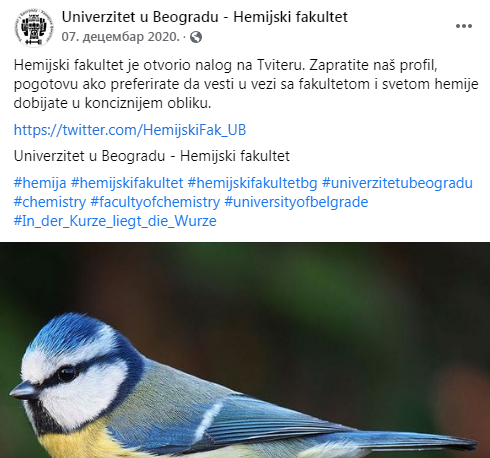 Univerzitet u Beogradu - Hemijski fakultet
07. децембар 2020. ·
Hemijski fakultet je otvorio nalog na Tviteru. Zapratite naš profil,
pogotovu ako preferirate da vesti u vezi sa fakultetom i svetom hemije
dobijate u konciznijem obliku.
https://twitter.com/HemijskiFak_UB
Univerzitet u Beogradu - Hemijski fakultet
#hemija #hemijskifakultet #hemijskifakultetbg #univerzitetubeogradu
#chemistry #facultyofchemistry #universityofbelgrade
#In_der_Kurze_liegt_die_Wurze